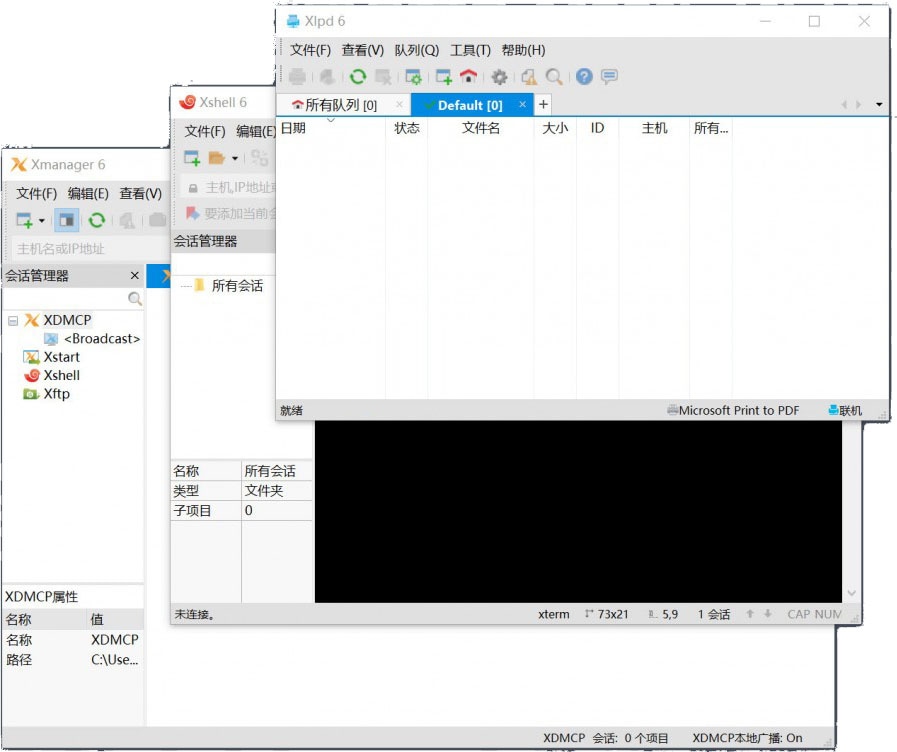 Xlpd 6
文件(F) 查看(V) 队列(Q) 工具(T) 帮助(H)
所有队列 [0] Default [0]
日期 状态 文件名 大小 ID 主机 所有...
就绪 Microsoft Print to PDF 联机
Xshell 6
文件(F) 编辑(E)
主机,IP地址
要添加当前
会话管理器
所有会话
名称 所有会话
类型 文件夹
子项目 0
未连接。 xterm 73x21 5,9 1 会话 CAP NUM
Xmanager 6
文件(F) 编辑(E) 查看(V)
主机名或IP地址
会话管理器
XDMCP
<Broadcast>
Xstart
Xshell
Xftp
XDMCP属性
名称 值
名称 XDMCP
路径 C:\Use...
XDMCP 会话: 0 个项目 XDMCP本地广播: On